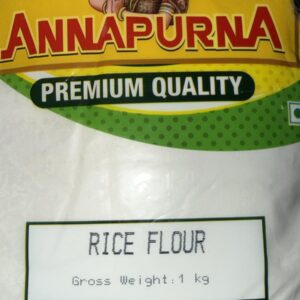 ANNAPURNA
PREMIUM QUALITY
RICE FLOUR
Gross Weight:1 kg